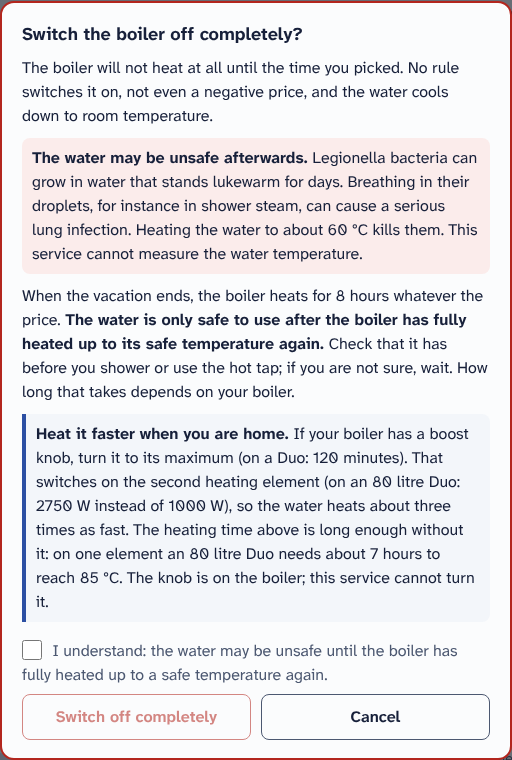 Switch the boiler off completely?
The boiler will not heat at all until the time you picked. No rule
switches it on, not even a negative price, and the water cools
down to room temperature.
The water may be unsafe afterwards. Legionella bacteria can
grow in water that stands lukewarm for days. Breathing in their
droplets, for instance in shower steam, can cause a serious
lung infection. Heating the water to about 60 °C kills them. This
service cannot measure the water temperature.
When the vacation ends, the boiler heats for 8 hours whatever the
price. The water is only safe to use after the boiler has fully
heated up to its safe temperature again. Check that it has
before you shower or use the hot tap; if you are not sure, wait. How
long that takes depends on your boiler.
Heat it faster when you are home. If your boiler has a boost
knob, turn it to its maximum (on a Duo: 120 minutes). That
switches on the second heating element (on an 80 litre Duo:
2750 W instead of 1000 W), so the water heats about three
times as fast. The heating time above is long enough without
it: on one element an 80 litre Duo needs about 7 hours to
reach 85 °C. The knob is on the boiler; this service cannot turn
it.
I understand: the water may be unsafe until the boiler has
fully heated up to a safe temperature again.
Switch off completely
Cancel